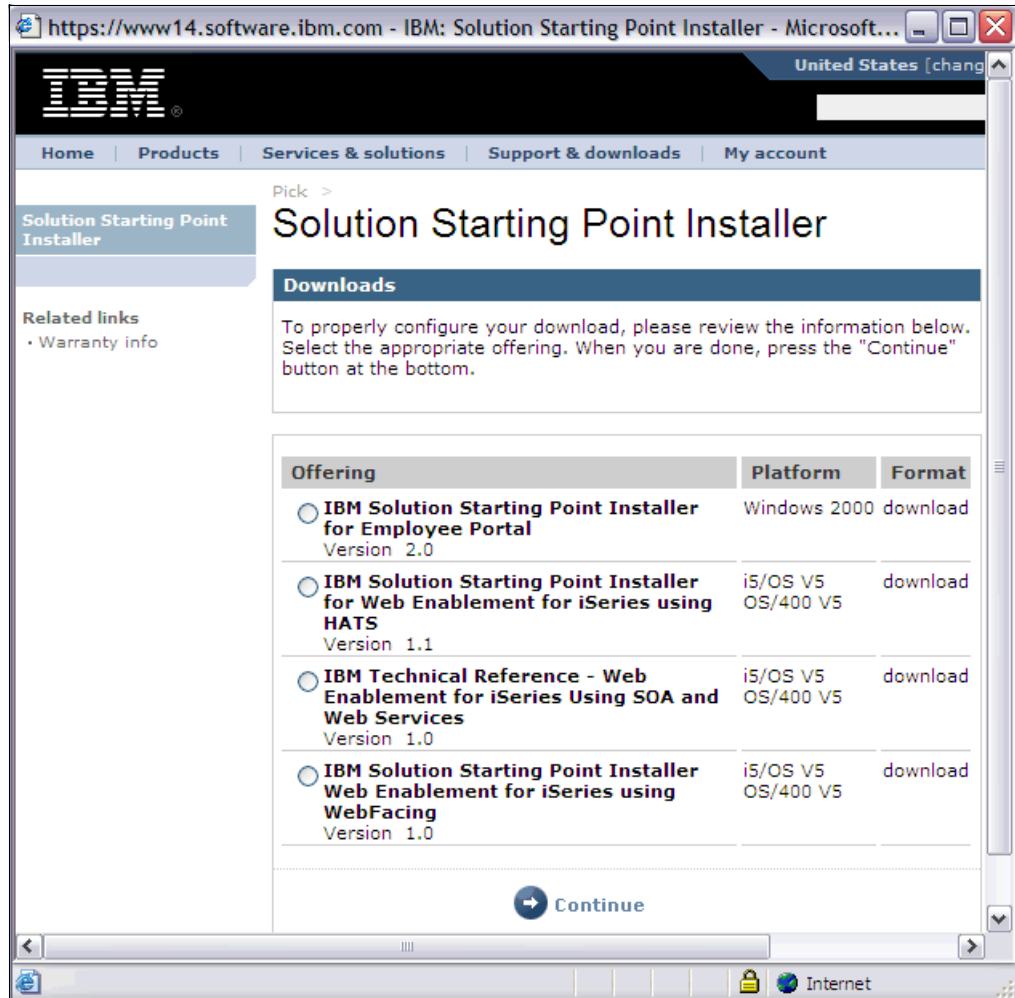 https://www14.software.ibm.com - IBM: Solution Starting Point Installer - Microsoft...
United States [chang
IBM®
Home | Products | Services & solutions | Support & downloads | My account
Pick >
Solution Starting Point Installer
Solution Starting Point
Installer
Related links
• Warranty info
Downloads
To properly configure your download, please review the information below.
Select the appropriate offering. When you are done, press the "Continue"
button at the bottom.
Offering Platform Format
IBM Solution Starting Point Installer Windows 2000 download
for Employee Portal
Version 2.0
IBM Solution Starting Point Installer i5/OS V5 download
for Web Enablement for iSeries using OS/400 V5
HATS
Version 1.1
IBM Technical Reference - Web i5/OS V5 download
Enablement for iSeries Using SOA and OS/400 V5
Web Services
Version 1.0
IBM Solution Starting Point Installer i5/OS V5 download
Web Enablement for iSeries using OS/400 V5
WebFacing
Version 1.0
Continue
Internet